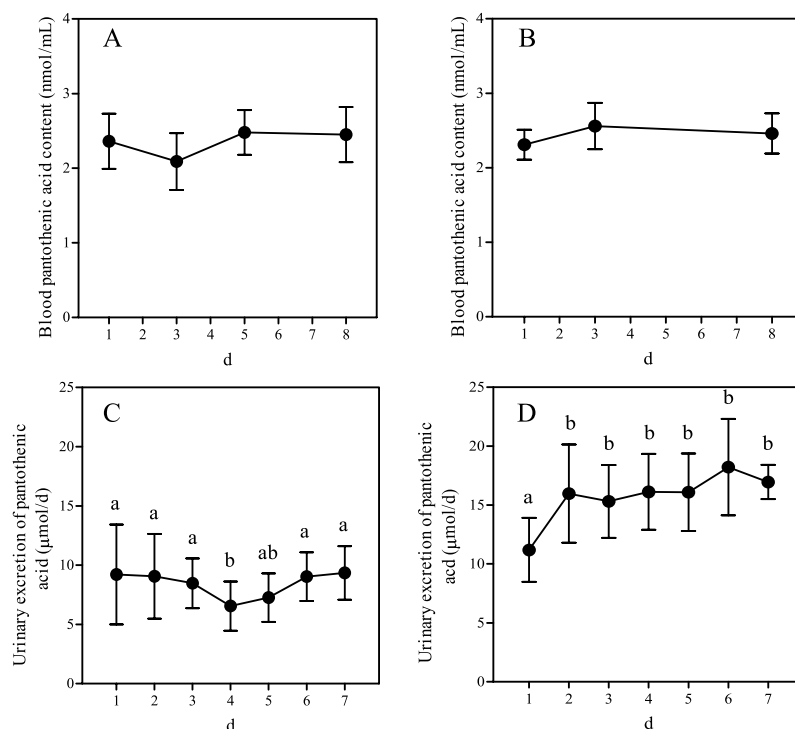 A
Blood pantothenic acid content (nmol/mL)
4
3
2
1
0
1 2 3 4 5 6 7 8
d
B
Blood pantothenic acid content (nmol/mL)
4
3
2
1
0
1 2 3 4 5 6 7 8
d
C
Urinary excretion of pantothenic
acid (μmol/d)
25
20
15
10
5
0
a a a b ab a a
1 2 3 4 5 6 7
d
D
Urinary excretion of pantothenic
acd (μmol/d)
25
20
15
10
5
0
a b b b b b b
1 2 3 4 5 6 7
d